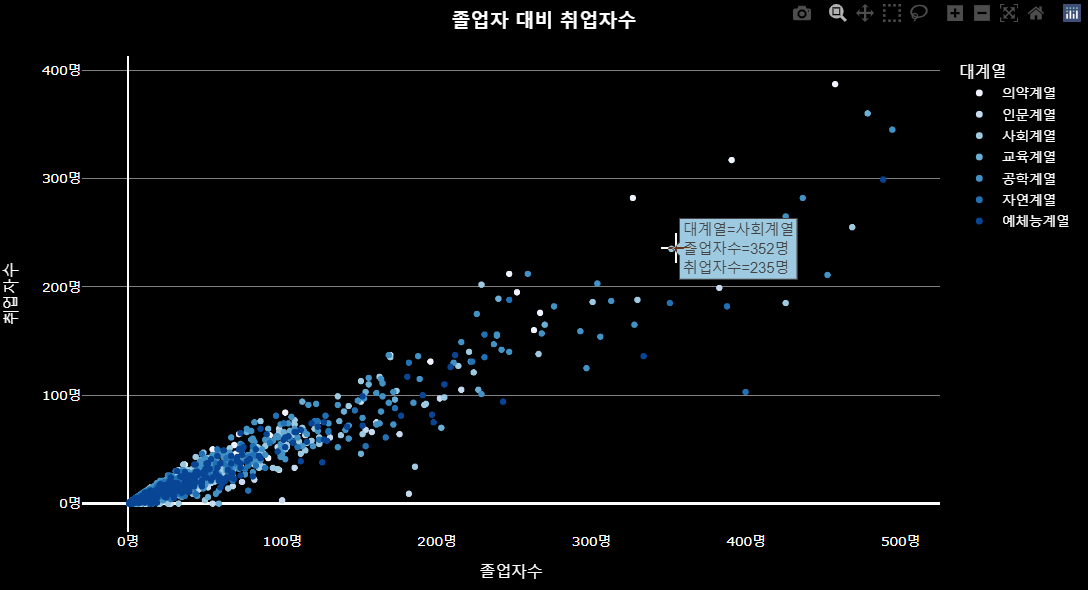 졸업자 대비 취업자수
400명
300명
200명
100명
0명
취업자수
0명
100명
200명
300명
400명
500명
졸업자수
대계열=사회계열
졸업자수=352명
취업자수=235명
대계열
의약계열
인문계열
사회계열
교육계열
공학계열
자연계열
예체능계열